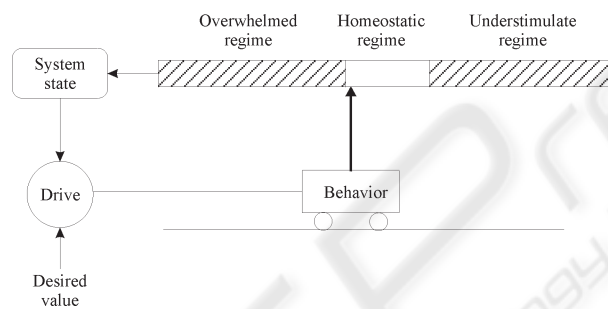 Overwhelmed regime
Homeostatic regime
Understimulate regime
System state
Drive
Behavior
Desired value